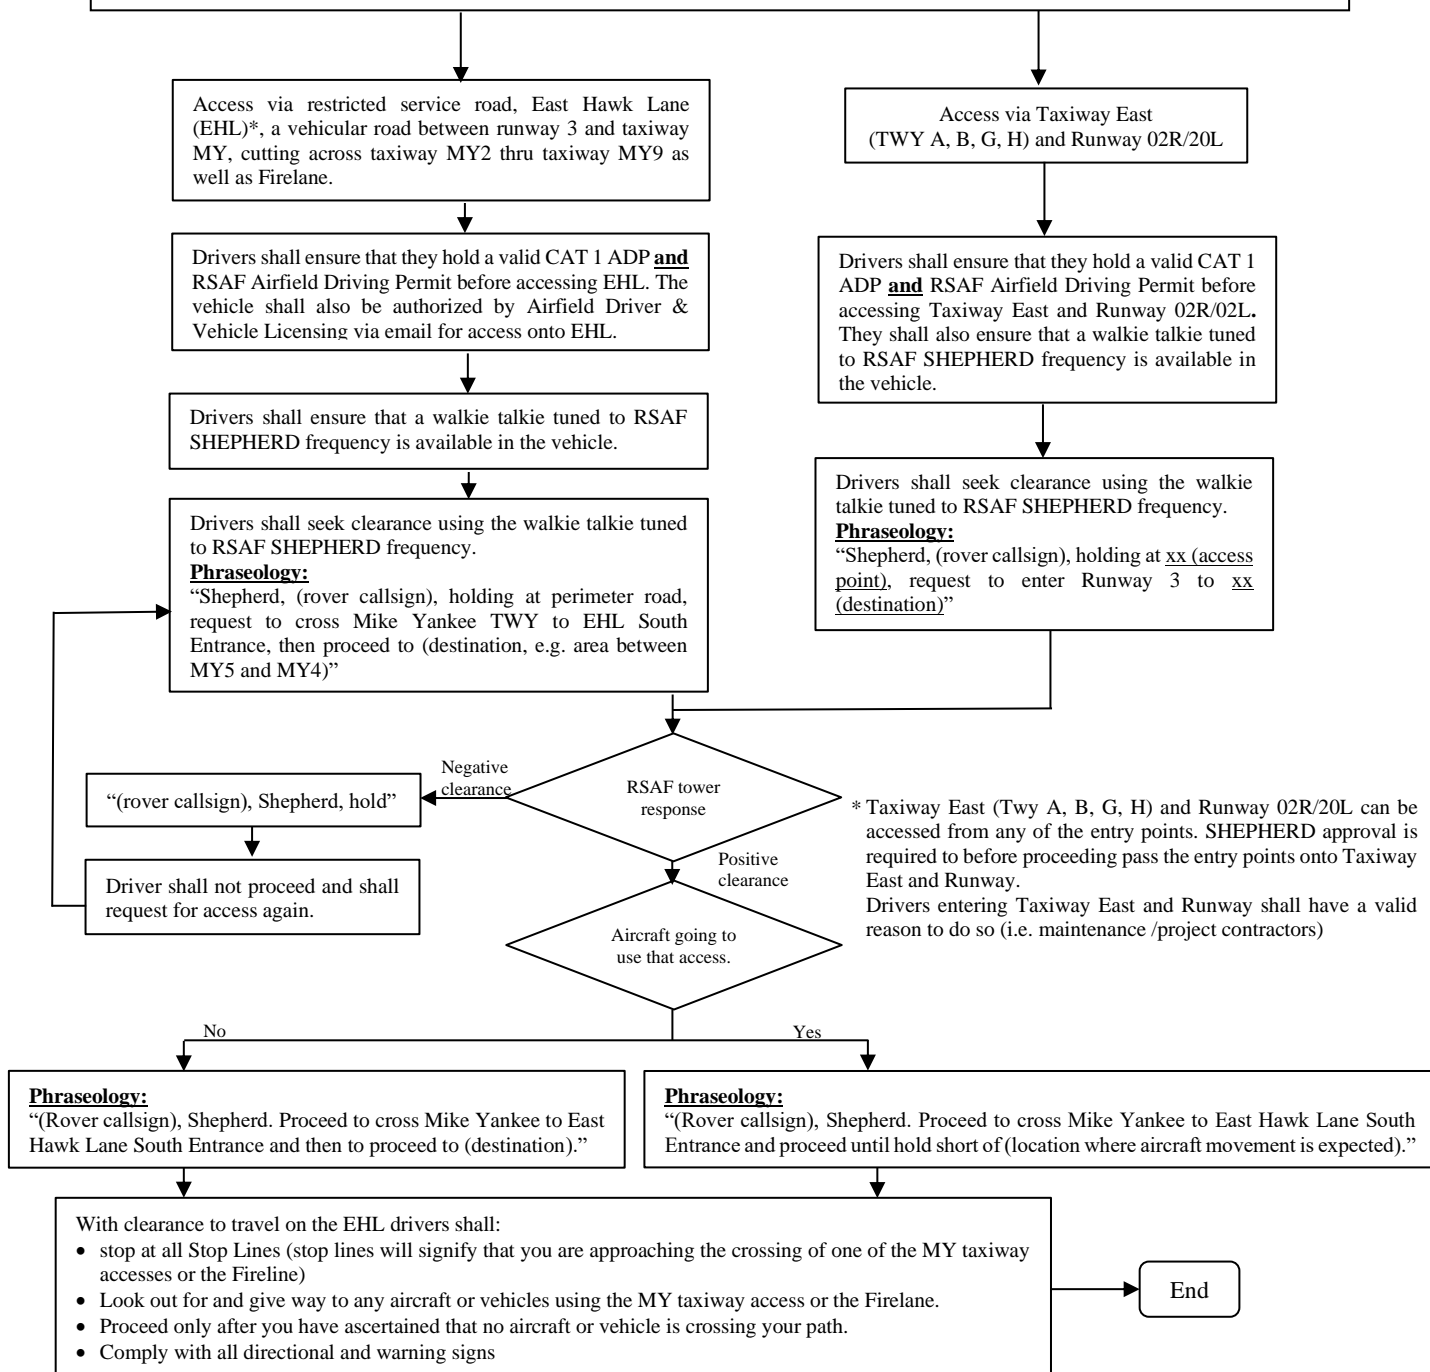 Access via restricted service road, East Hawk Lane
(EHL)*, a vehicular road between runway 3 and taxiway
MY, cutting across taxiway MY2 thru taxiway MY9 as
well as Firelane.
Drivers shall ensure that they hold a valid CAT 1 ADP and
RSAF Airfield Driving Permit before accessing EHL. The
vehicle shall also be authorized by Airfield Driver &
Vehicle Licensing via email for access onto EHL.
Drivers shall ensure that a walkie talkie tuned to RSAF
SHEPHERD frequency is available in the vehicle.
Drivers shall seek clearance using the walkie talkie tuned
to RSAF SHEPHERD frequency.
Phraseology:
“Shepherd, (rover callsign), holding at perimeter road,
request to cross Mike Yankee TWY to EHL South
Entrance, then proceed to (destination, e.g. area between
MY5 and MY4)”
Access via Taxiway East
(TWY A, B, G, H) and Runway 02R/20L
Drivers shall ensure that they hold a valid CAT 1
ADP and RSAF Airfield Driving Permit before
accessing Taxiway East and Runway 02R/02L.
They shall also ensure that a walkie talkie tuned
to RSAF SHEPHERD frequency is available in
the vehicle.
Drivers shall seek clearance using the walkie
talkie tuned to RSAF SHEPHERD frequency.
Phraseology:
“Shepherd, (rover callsign), holding at xx (access
point), request to enter Runway 3 to xx
(destination)”
RSAF tower
response
Negative
clearance
“(rover callsign), Shepherd, hold”
Driver shall not proceed and shall
request for access again.
Positive
clearance
Aircraft going to
use that access.
* Taxiway East (Twy A, B, G, H) and Runway 02R/20L can be
accessed from any of the entry points. SHEPHERD approval is
required to before proceeding pass the entry points onto Taxiway
East and Runway.
Drivers entering Taxiway East and Runway shall have a valid
reason to do so (i.e. maintenance /project contractors)
No
Yes
Phraseology:
“(Rover callsign), Shepherd. Proceed to cross Mike Yankee to East
Hawk Lane South Entrance and then to proceed to (destination).”
Phraseology:
“(Rover callsign), Shepherd. Proceed to cross Mike Yankee to East Hawk Lane South
Entrance and proceed until hold short of (location where aircraft movement is expected).”
With clearance to travel on the EHL drivers shall:
• stop at all Stop Lines (stop lines will signify that you are approaching the crossing of one of the MY taxiway
accesses or the Fireline)
• Look out for and give way to any aircraft or vehicles using the MY taxiway access or the Firelane.
• Proceed only after you have ascertained that no aircraft or vehicle is crossing your path.
• Comply with all directional and warning signs
End